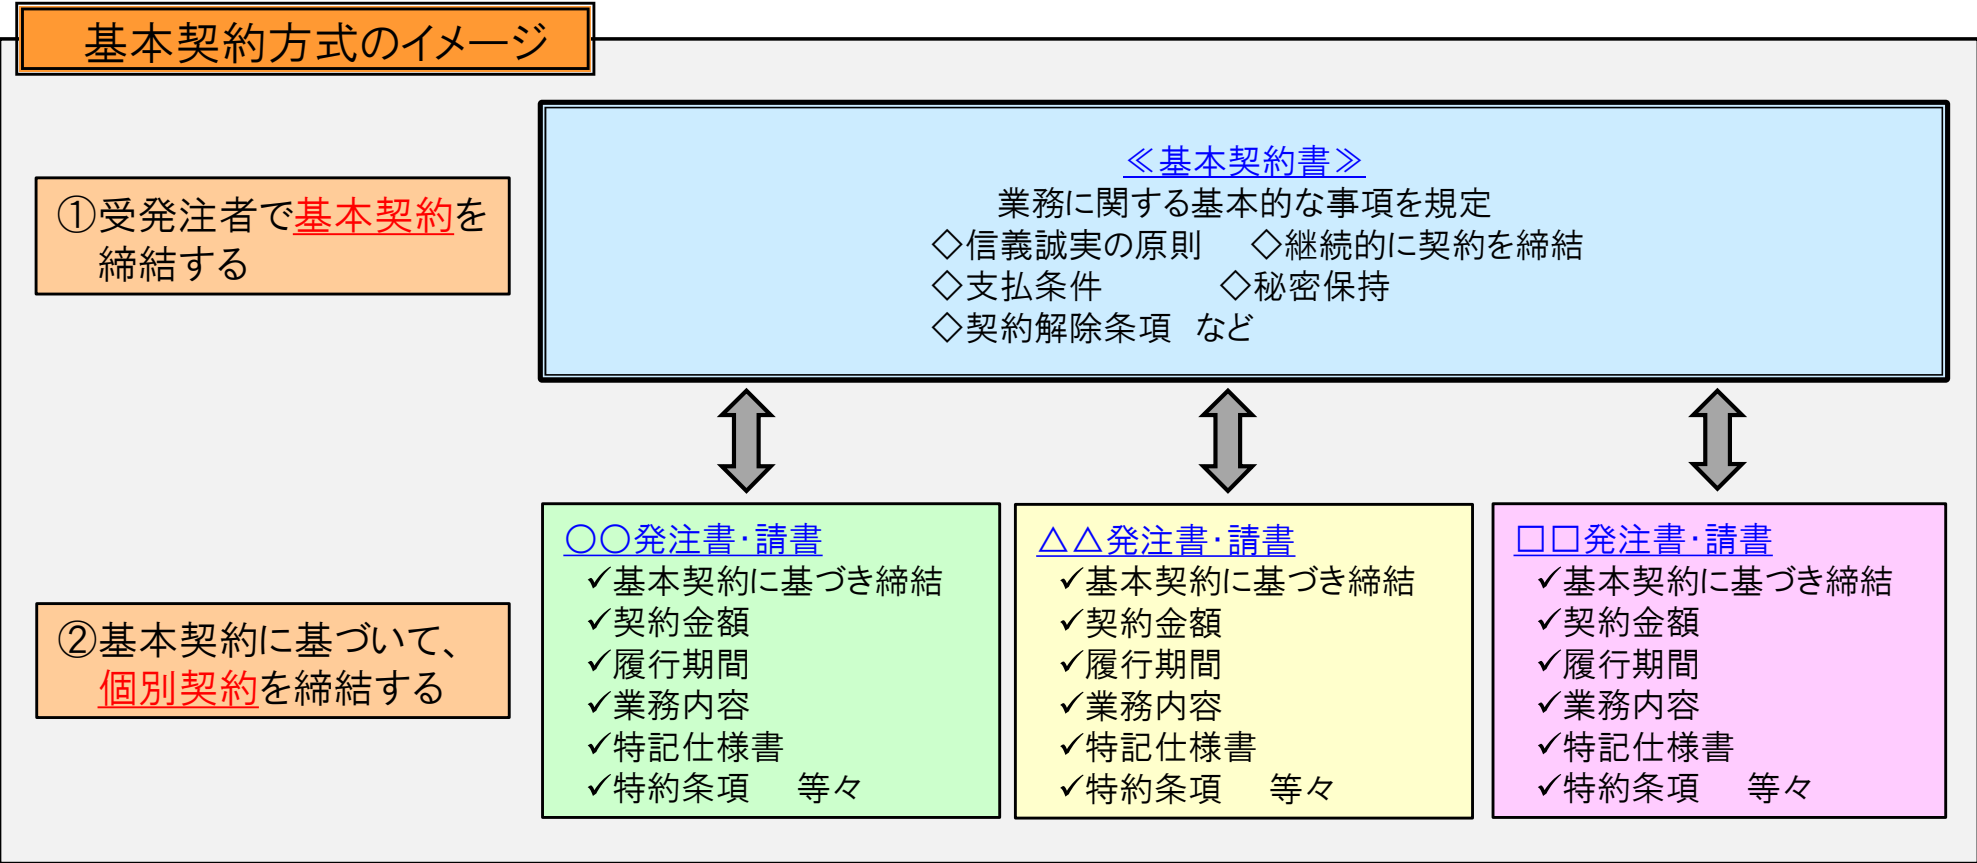 基本契約方式のイメージ
①受発注者で基本契約を
締結する
≪基本契約書≫
業務に関する基本的な事項を規定
◇信義誠実の原則　◇継続的に契約を締結
◇支払条件　◇秘密保持
◇契約解除条項　など
②基本契約に基づいて、
個別契約を締結する
〇〇発注書・請書
✓基本契約に基づき締結
✓契約金額
✓履行期間
✓業務内容
✓特記仕様書
✓特約条項　等々
△△発注書・請書
✓基本契約に基づき締結
✓契約金額
✓履行期間
✓業務内容
✓特記仕様書
✓特約条項　等々
□□発注書・請書
✓基本契約に基づき締結
✓契約金額
✓履行期間
✓業務内容
✓特記仕様書
✓特約条項　等々